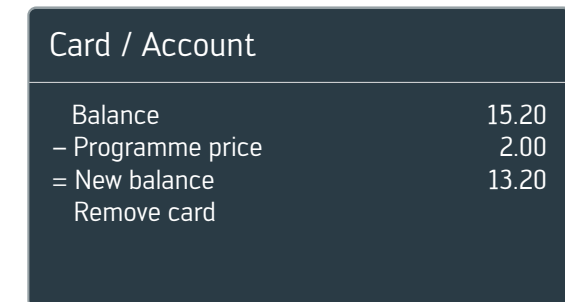 Card / Account
Balance 15.20
– Programme price 2.00
= New balance 13.20
Remove card